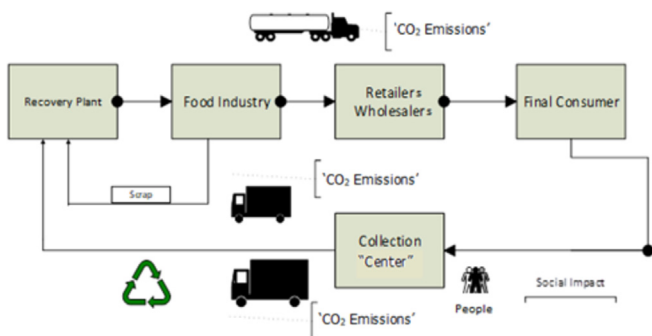 'CO₂ Emissions'
Recovery Plant
Food Industry
Retailers
Wholesalers
Final Consumer
Scrap
'CO₂ Emissions'
Collection
"Center"
Social Impact
People
'CO₂ Emissions'